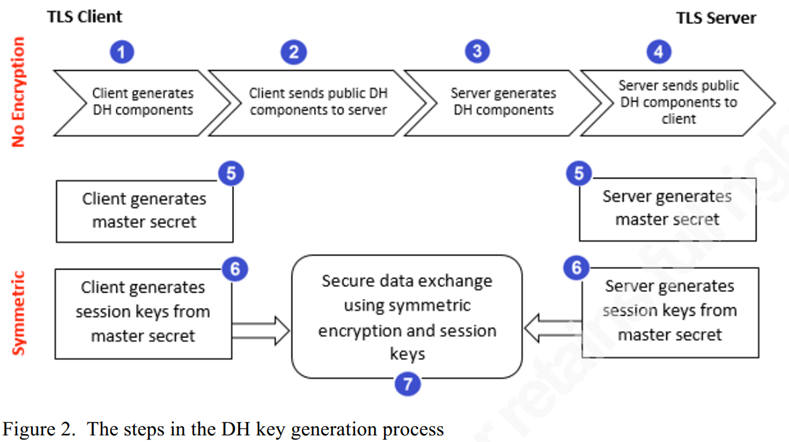 TLS Client
TLS Server
No Encryption
1
2
3
4
Client generates
DH components
Client sends public DH
components to server
Server generates
DH components
Server sends public
DH components to
client
5
Client generates
master secret
5
Server generates
master secret
Symmetric
6
Client generates
session keys from
master secret
Secure data exchange
using symmetric
encryption and session
keys
7
6
Server generates
session keys from
master secret
retains full righ
Figure 2.  The steps in the DH key generation process